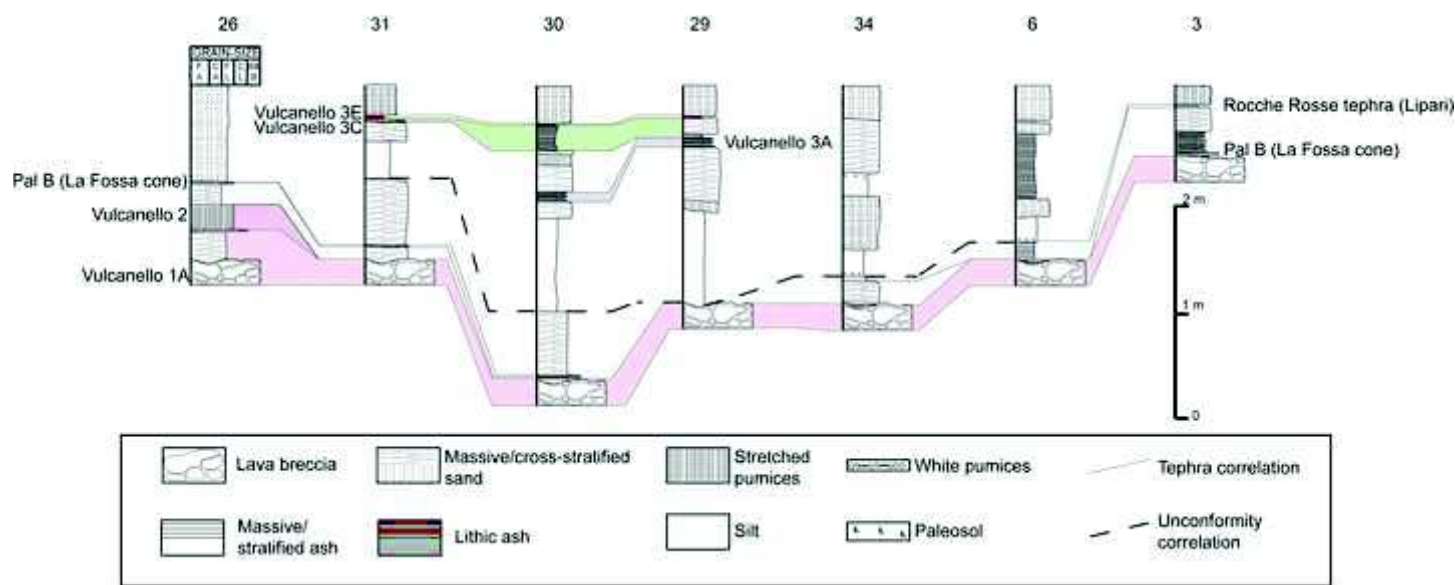 26 31 30 29 34 6 3
GRAIN-SIZE
Vulcanello 3E
Vulcanello 3C
Vulcanello 3A
Rocche Rosse tephra (Lipari)
Pal B (La Fossa cone)
Pal B (La Fossa cone)
Vulcanello 2
Vulcanello 1A
2 m
1 m
0
Lava breccia
Massive/cross-stratified
sand
Stretched
pumices
White pumices
Tephra correlation
Massive/
stratified ash
Lithic ash
Silt
Paleosol
Unconformity
correlation